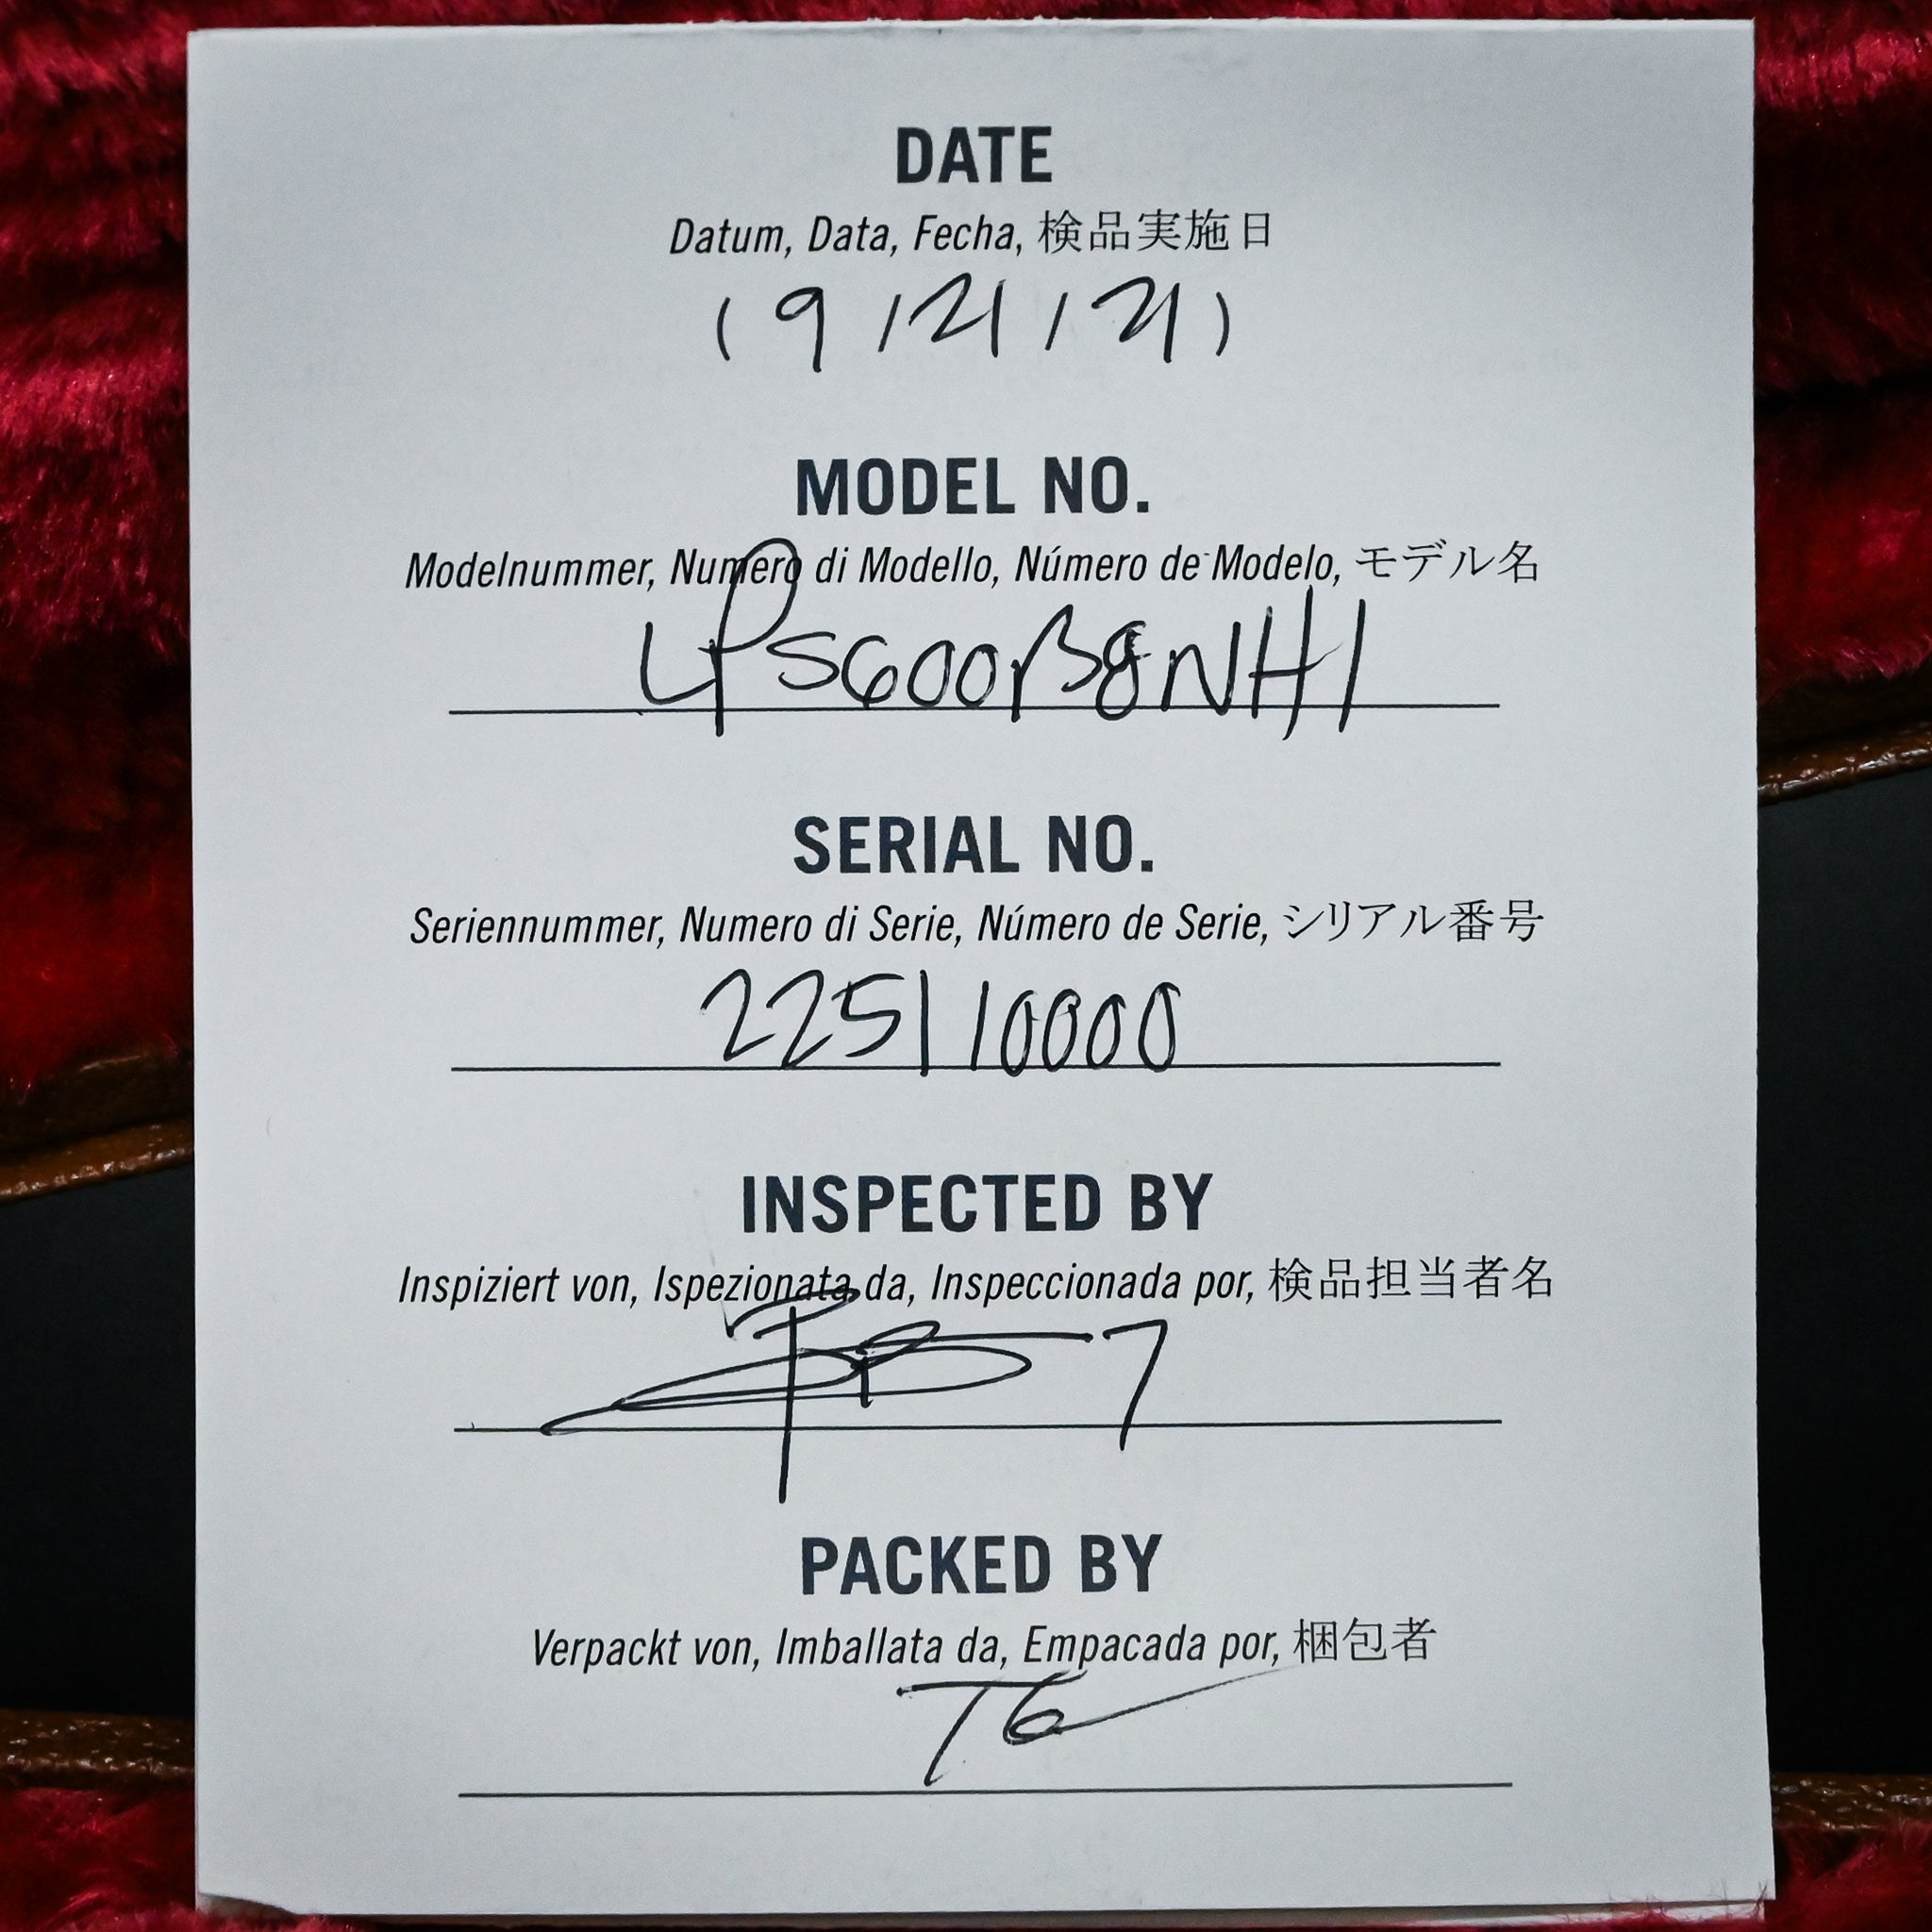 DATE
Datum, Data, Fecha, 検品実施日
( 9 / 21 / 21 )
MODEL NO.
Modelnummer, Numero di Modello, Número de Modelo, モデル名
LPS600B8NH1
SERIAL NO.
Seriennummer, Numero di Serie, Número de Serie, シリアル番号
225110000
INSPECTED BY
Inspiziert von, Ispezionata da, Inspeccionada por, 検品担当者名
7
PACKED BY
Verpackt von, Imballata da, Empacada por, 梱包者